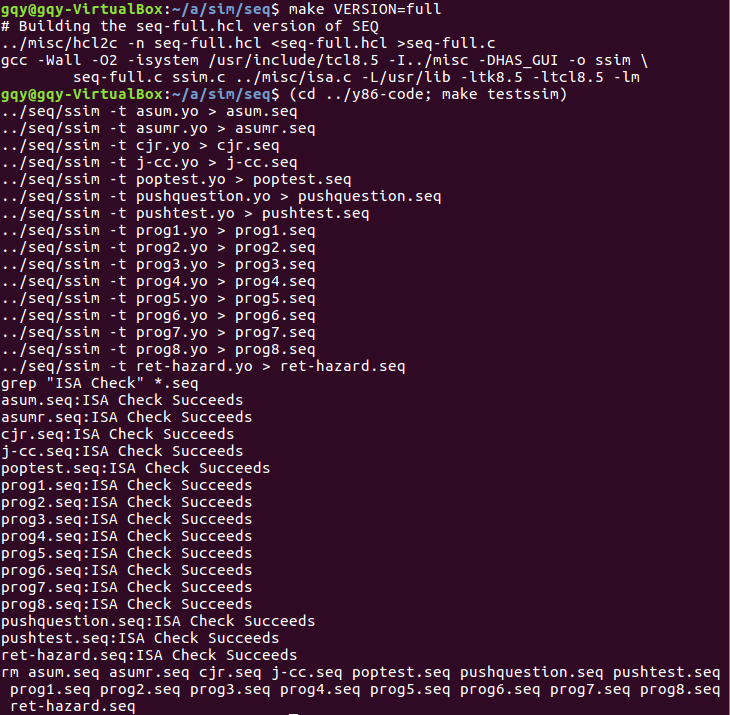 gqy@gqy-VirtualBox:~/a/sim/seq$ make VERSION=full
# Building the seq-full.hcl version of SEQ
../misc/hcl2c -n seq-full.hcl <seq-full.hcl >seq-full.c
gcc -Wall -O2 -isystem /usr/include/tcl8.5 -I../misc -DHAS_GUI -o ssim \
        seq-full.c ssim.c ../misc/isa.c -L/usr/lib -ltk8.5 -ltcl8.5 -lm
gqy@gqy-VirtualBox:~/a/sim/seq$ (cd ../y86-code; make testssim)
../seq/ssim -t asum.yo > asum.seq
../seq/ssim -t asumr.yo > asumr.seq
../seq/ssim -t cjr.yo > cjr.seq
../seq/ssim -t j-cc.yo > j-cc.seq
../seq/ssim -t poptest.yo > poptest.seq
../seq/ssim -t pushquestion.yo > pushquestion.seq
../seq/ssim -t pushtest.yo > pushtest.seq
../seq/ssim -t prog1.yo > prog1.seq
../seq/ssim -t prog2.yo > prog2.seq
../seq/ssim -t prog3.yo > prog3.seq
../seq/ssim -t prog4.yo > prog4.seq
../seq/ssim -t prog5.yo > prog5.seq
../seq/ssim -t prog6.yo > prog6.seq
../seq/ssim -t prog7.yo > prog7.seq
../seq/ssim -t prog8.yo > prog8.seq
../seq/ssim -t ret-hazard.yo > ret-hazard.seq
grep "ISA Check" *.seq
asum.seq:ISA Check Succeeds
asumr.seq:ISA Check Succeeds
cjr.seq:ISA Check Succeeds
j-cc.seq:ISA Check Succeeds
poptest.seq:ISA Check Succeeds
prog1.seq:ISA Check Succeeds
prog2.seq:ISA Check Succeeds
prog3.seq:ISA Check Succeeds
prog4.seq:ISA Check Succeeds
prog5.seq:ISA Check Succeeds
prog6.seq:ISA Check Succeeds
prog7.seq:ISA Check Succeeds
prog8.seq:ISA Check Succeeds
pushquestion.seq:ISA Check Succeeds
pushtest.seq:ISA Check Succeeds
ret-hazard.seq:ISA Check Succeeds
rm asum.seq asumr.seq cjr.seq j-cc.seq poptest.seq pushquestion.seq pushtest.seq
 prog1.seq prog2.seq prog3.seq prog4.seq prog5.seq prog6.seq prog7.seq prog8.seq
 ret-hazard.seq